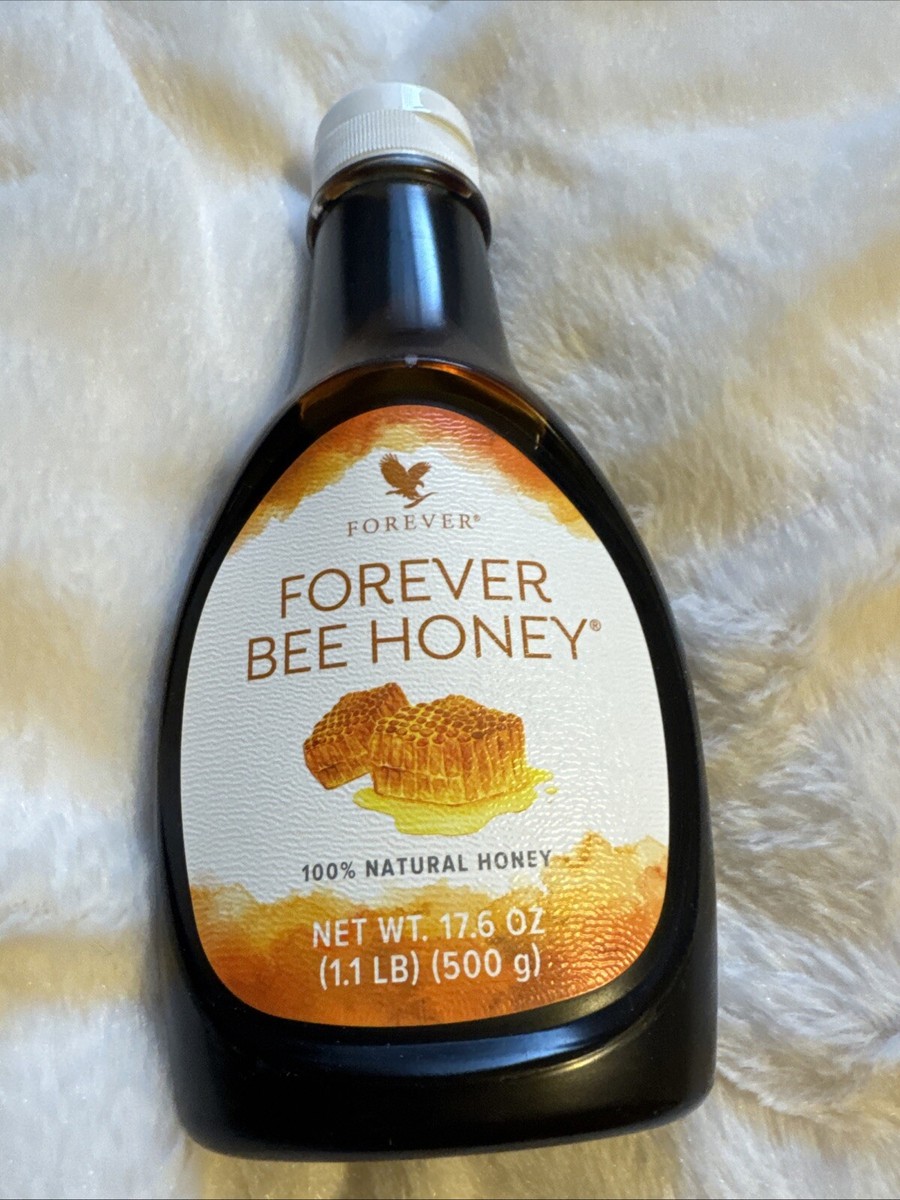 FOREVER®
FOREVER
BEE HONEY®
100% NATURAL HONEY
NET WT. 17.6 OZ
(1.1 LB) (500 g)